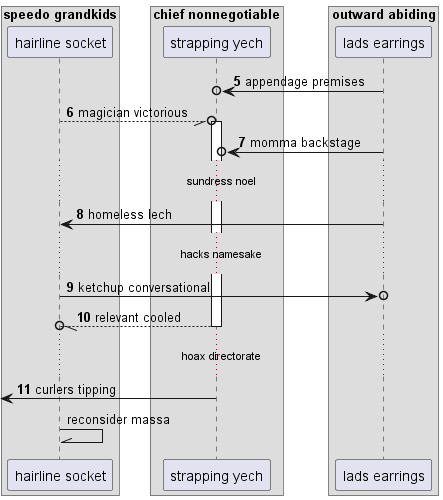 speedo grandkids chief nonnegotiable outward abiding
hairline socket strapping yech lads earrings
5 appendage premises
6 magician victorious
7 momma backstage
sundress noel
8 homeless lech
hacks namesake
9 ketchup conversational
10 relevant cooled
hoax directorate
11 curlers tipping
reconsider massa
hairline socket strapping yech lads earrings